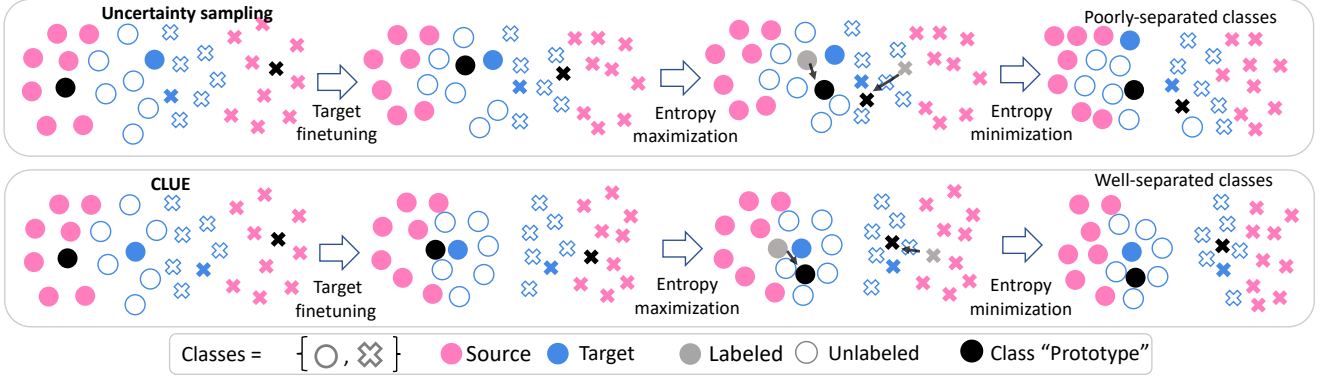 Uncertainty sampling
Poorly-separated classes
Target
finetuning
Entropy
maximization
Entropy
minimization
CLUE
Well-separated classes
Target
finetuning
Entropy
maximization
Entropy
minimization
Classes = { , } Source Target Labeled Unlabeled Class “Prototype”